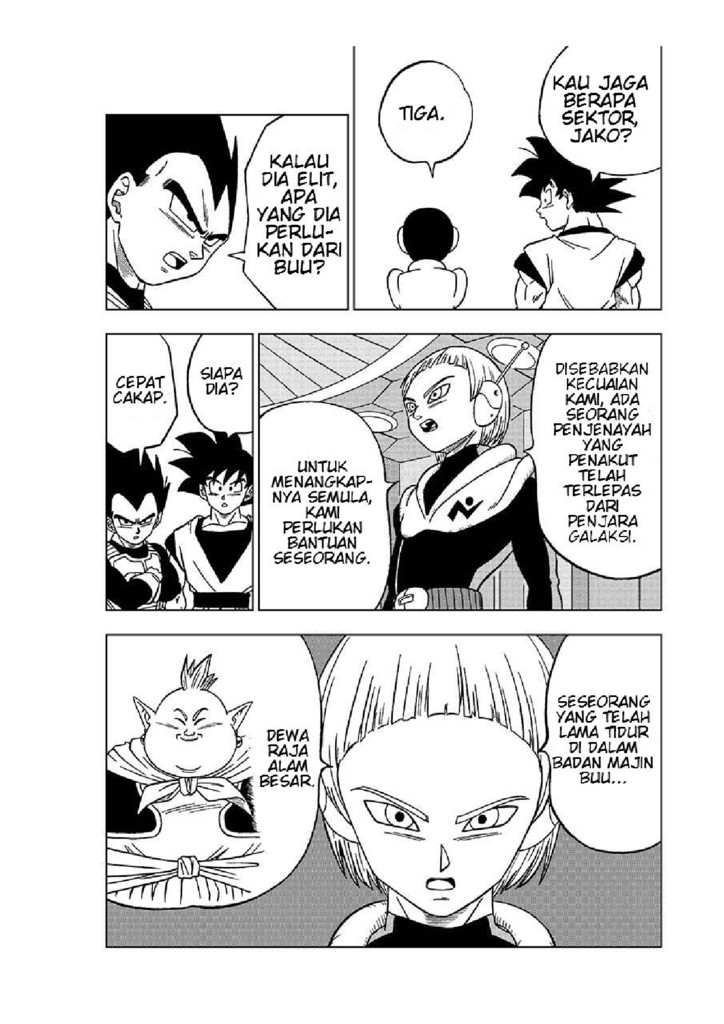 KAU JAGA
BERAPA
SEKTOR,
JAKO?
TIGA.
KALAU
DIA ELIT,
APA
YANG DIA
PERLU-
KAN DARI
BUU?
DISEBABKAN
KECUAIAN
KAMI, ADA
SEORANG
PENJENAYAH
YANG
PENAKUT
TELAH
TERLEPAS
DARI
PENJARA
GALAKSI.
UNTUK
MENANGKAP-
NYA SEMULA,
KAMI
PERLUKAN
BANTUAN
SESEORANG.
SIAPA
DIA?
CEPAT
CAKAP.
SESEORANG
YANG TELAH
LAMA TIDUR
DI DALAM
BADAN MAJIN
BUU...
DEWA
RAJA
ALAM
BESAR.